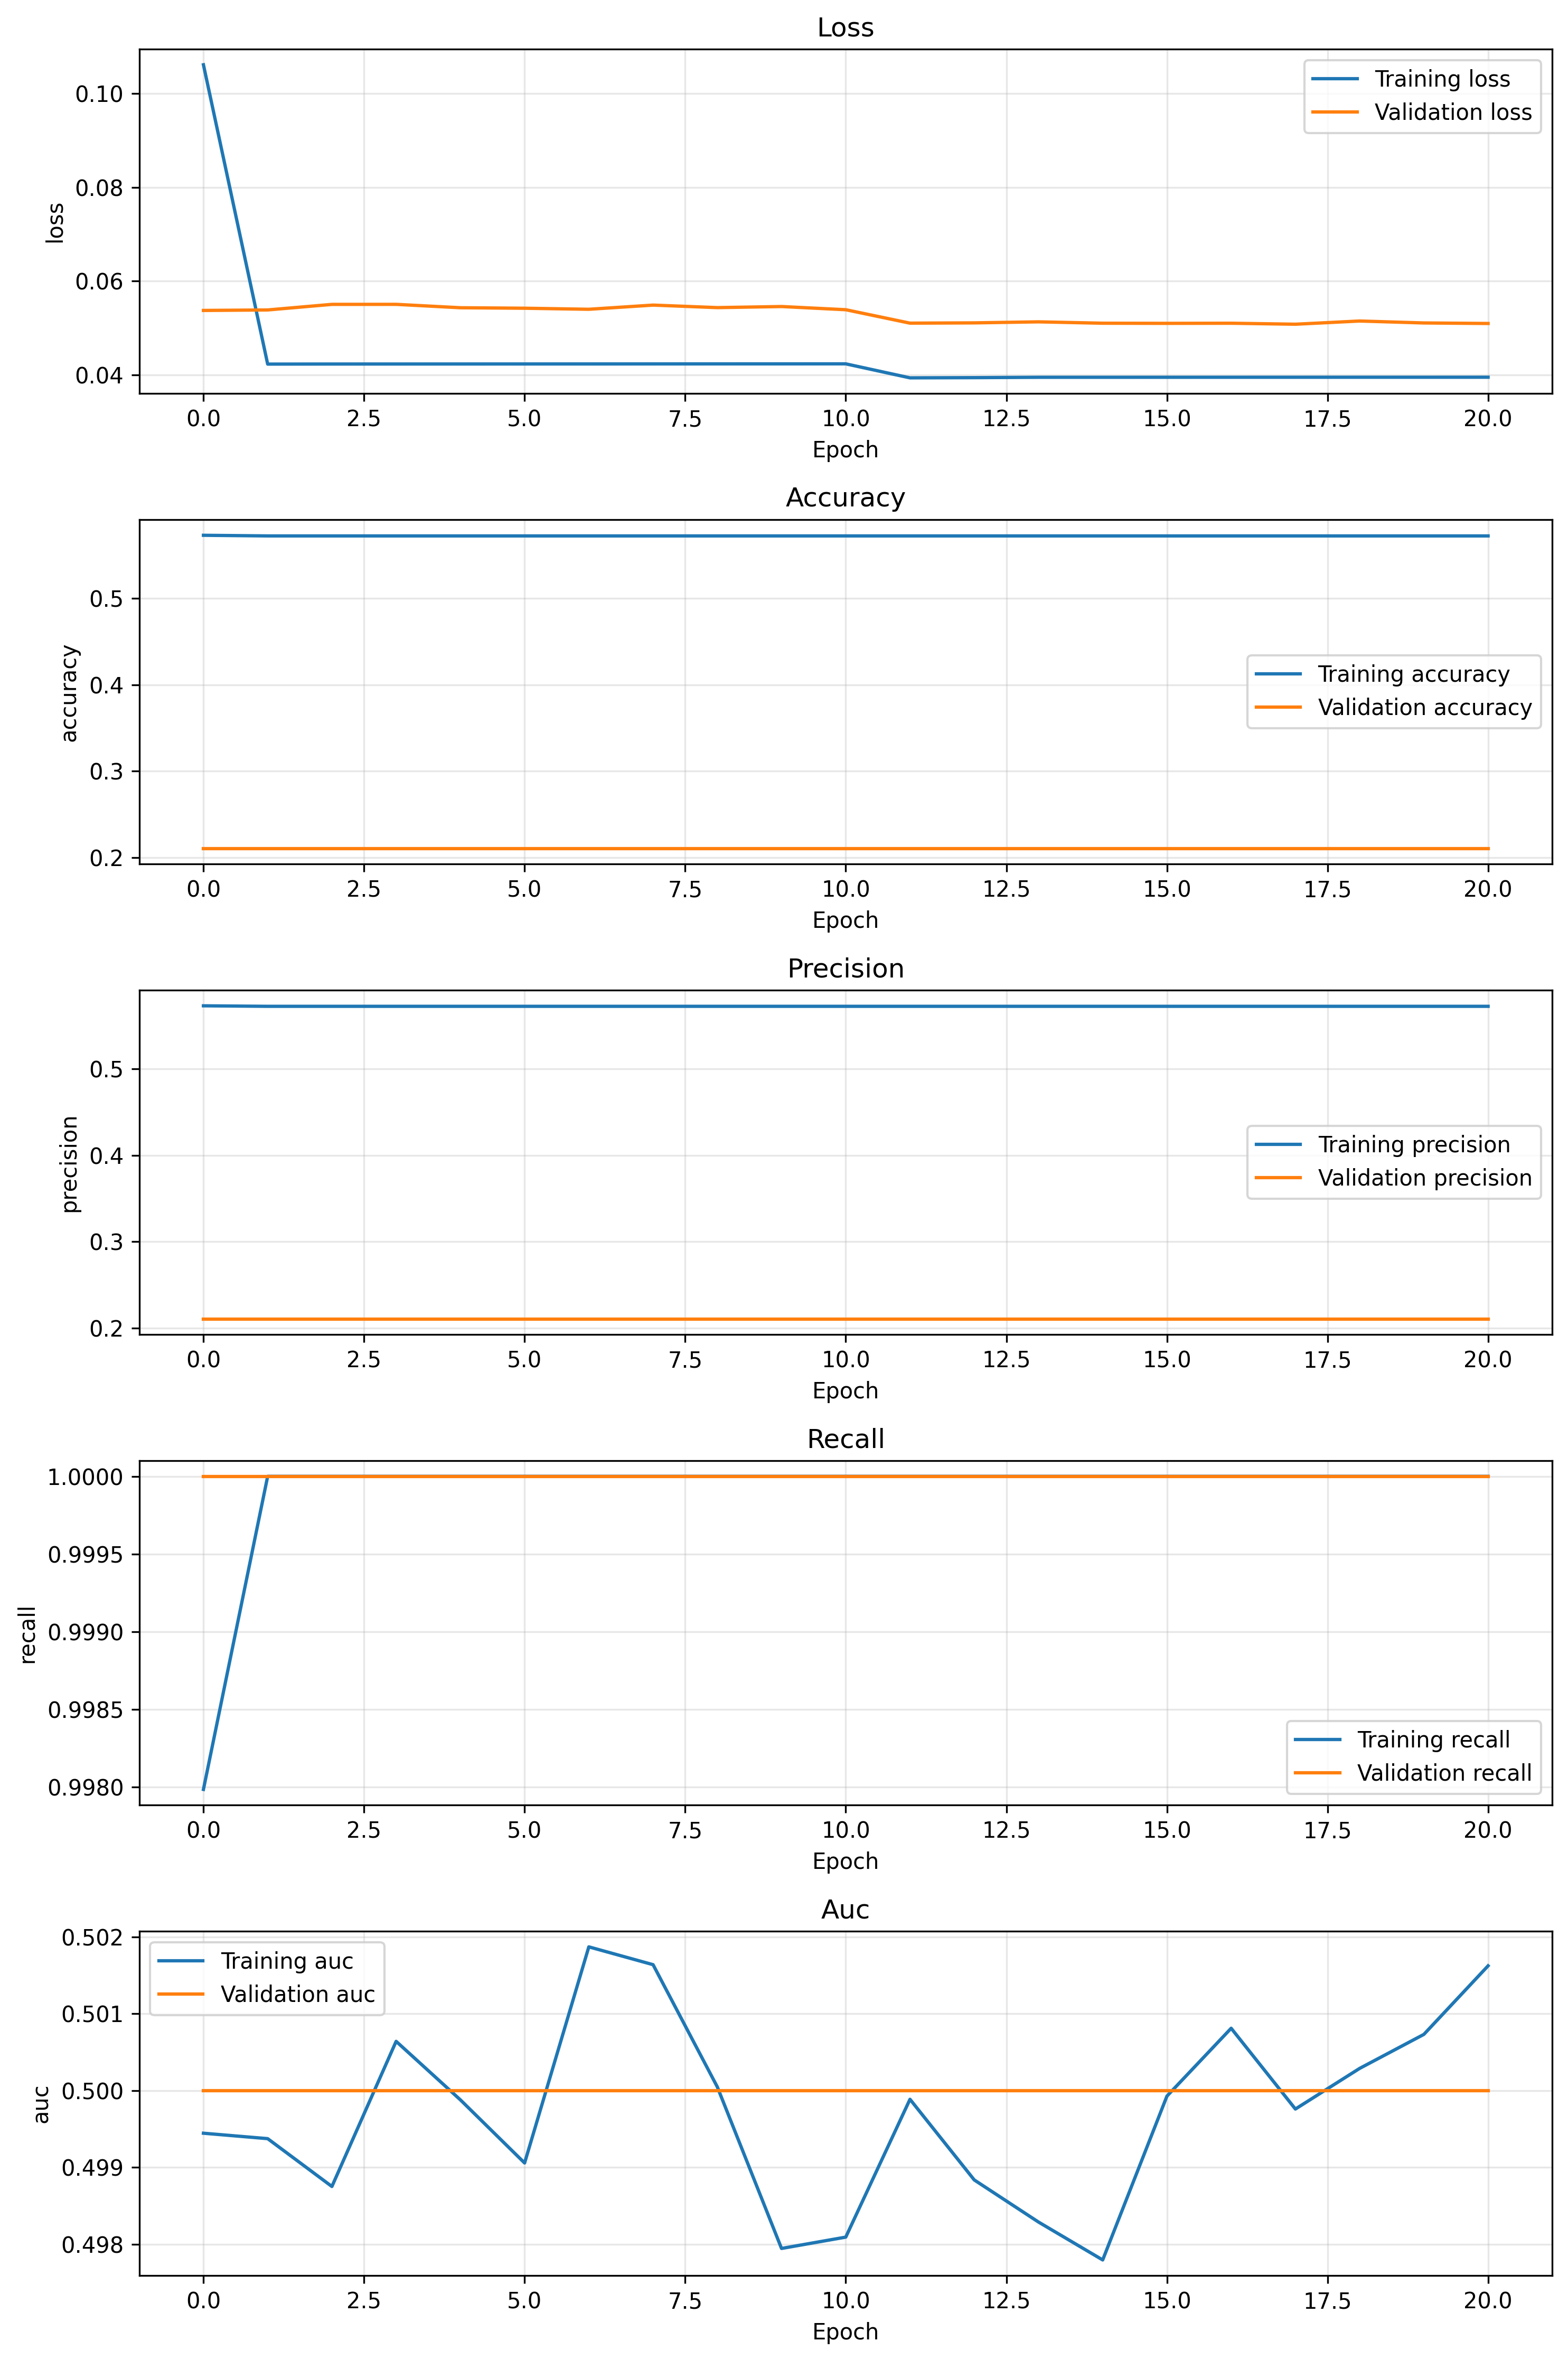 Loss
0.10
0.08
0.06
0.04
loss
Training loss
Validation loss
0.0 2.5 5.0 7.5 10.0 12.5 15.0 17.5 20.0
Epoch
Accuracy
0.5
0.4
0.3
0.2
accuracy
Training accuracy
Validation accuracy
0.0 2.5 5.0 7.5 10.0 12.5 15.0 17.5 20.0
Epoch
Precision
0.5
0.4
0.3
0.2
precision
Training precision
Validation precision
0.0 2.5 5.0 7.5 10.0 12.5 15.0 17.5 20.0
Epoch
Recall
1.0000
0.9995
0.9990
0.9985
0.9980
recall
Training recall
Validation recall
0.0 2.5 5.0 7.5 10.0 12.5 15.0 17.5 20.0
Epoch
Auc
0.502
0.501
0.500
0.499
0.498
auc
Training auc
Validation auc
0.0 2.5 5.0 7.5 10.0 12.5 15.0 17.5 20.0
Epoch